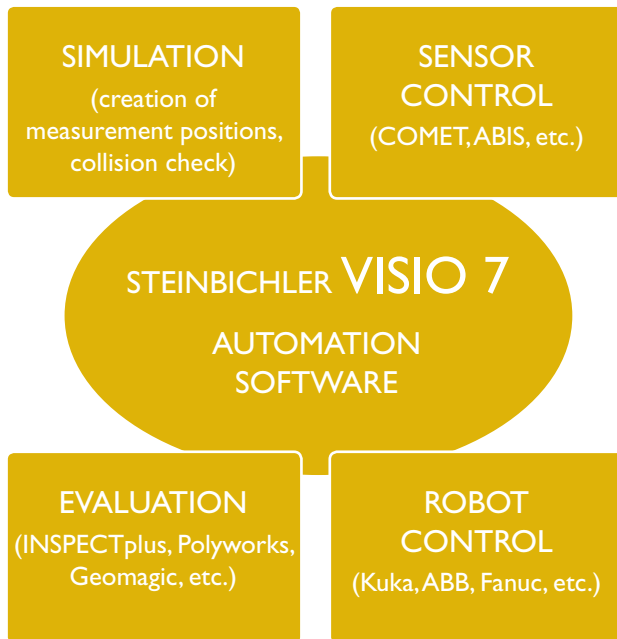 SIMULATION
(creation of
measurement positions,
collision check)
SENSOR
CONTROL
(COMET, ABIS, etc.)
STEINBICHLER VISIO 7
AUTOMATION
SOFTWARE
EVALUATION
(INSPECTplus, Polyworks,
Geomagic, etc.)
ROBOT
CONTROL
(Kuka, ABB, Fanuc, etc.)